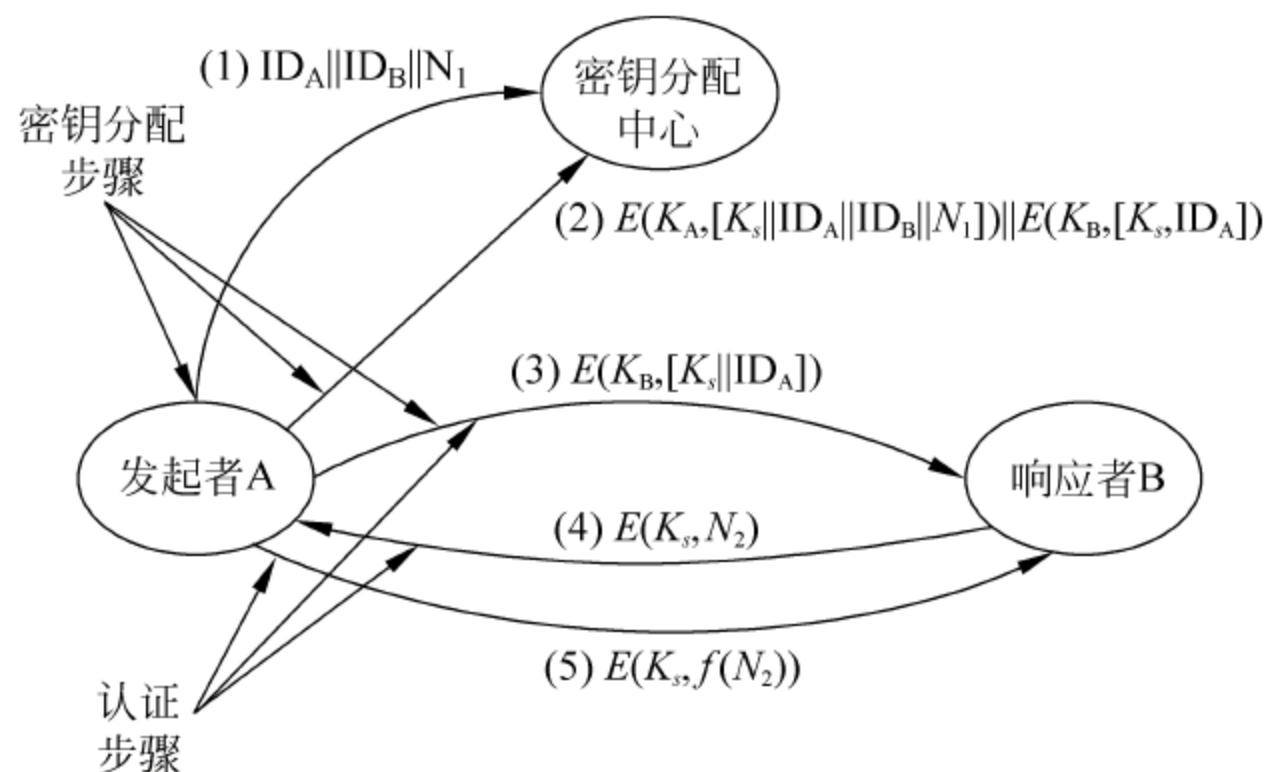 (1) ID_A||ID_B||N_1
密钥分配
中心
密钥分配
步骤
(2) E(K_A,[K_s||ID_A||ID_B||N_1])||E(K_B,[K_s,ID_A])
(3) E(K_B,[K_s||ID_A])
发起者A
响应者B
(4) E(K_s,N_2)
(5) E(K_s,f(N_2))
认证
步骤